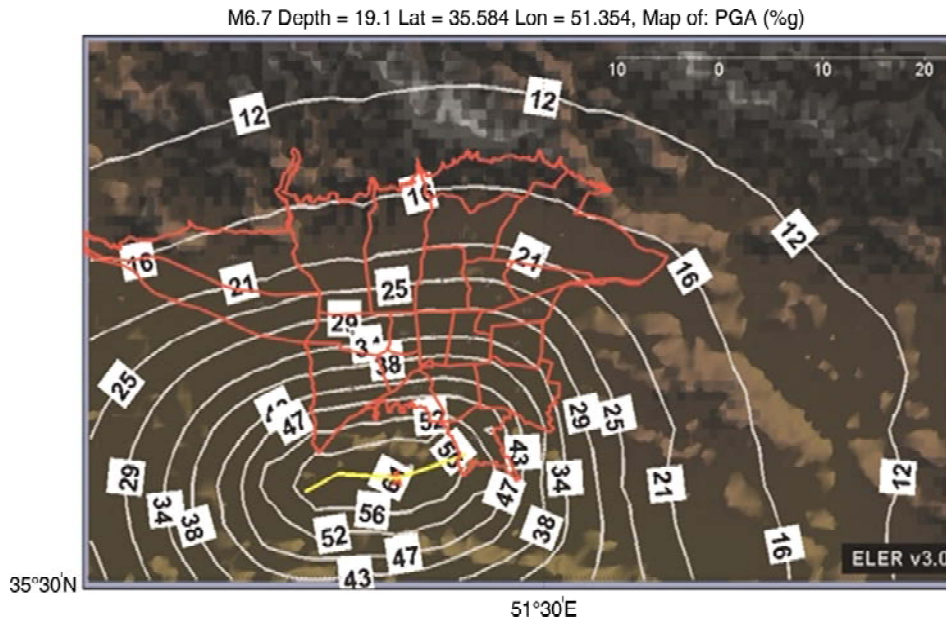 M6.7 Depth = 19.1 Lat = 35.584 Lon = 51.354, Map of: PGA (%g)
10 0 10 20
12 12
16 12
16 21 21 16
25
29
25 38
47 52 29 25
29 43 34 21 12
34 56 47
38 52 38 16
47 ELER v3.0
43
35°30'N
51°30'E